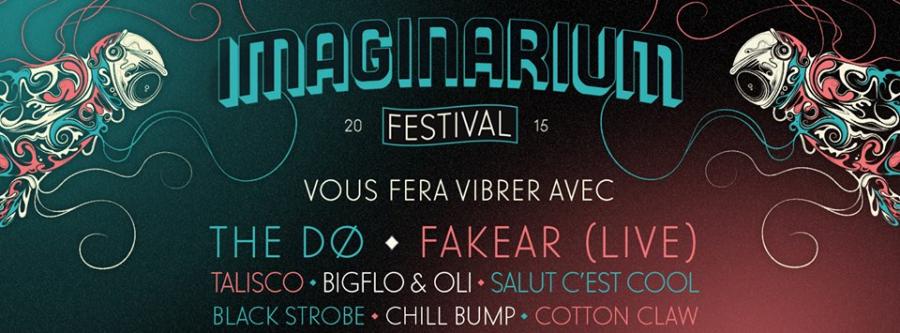 IMAGINARIUM
20 FESTIVAL 15
VOUS FERA VIBRER AVEC
THE DØ ⬥ FAKEAR (LIVE)
TALISCO ⬥ BIGFLO & OLI ⬥ SALUT C'EST COOL
BLACK STROBE ⬥ CHILL BUMP ⬥ COTTON CLAW